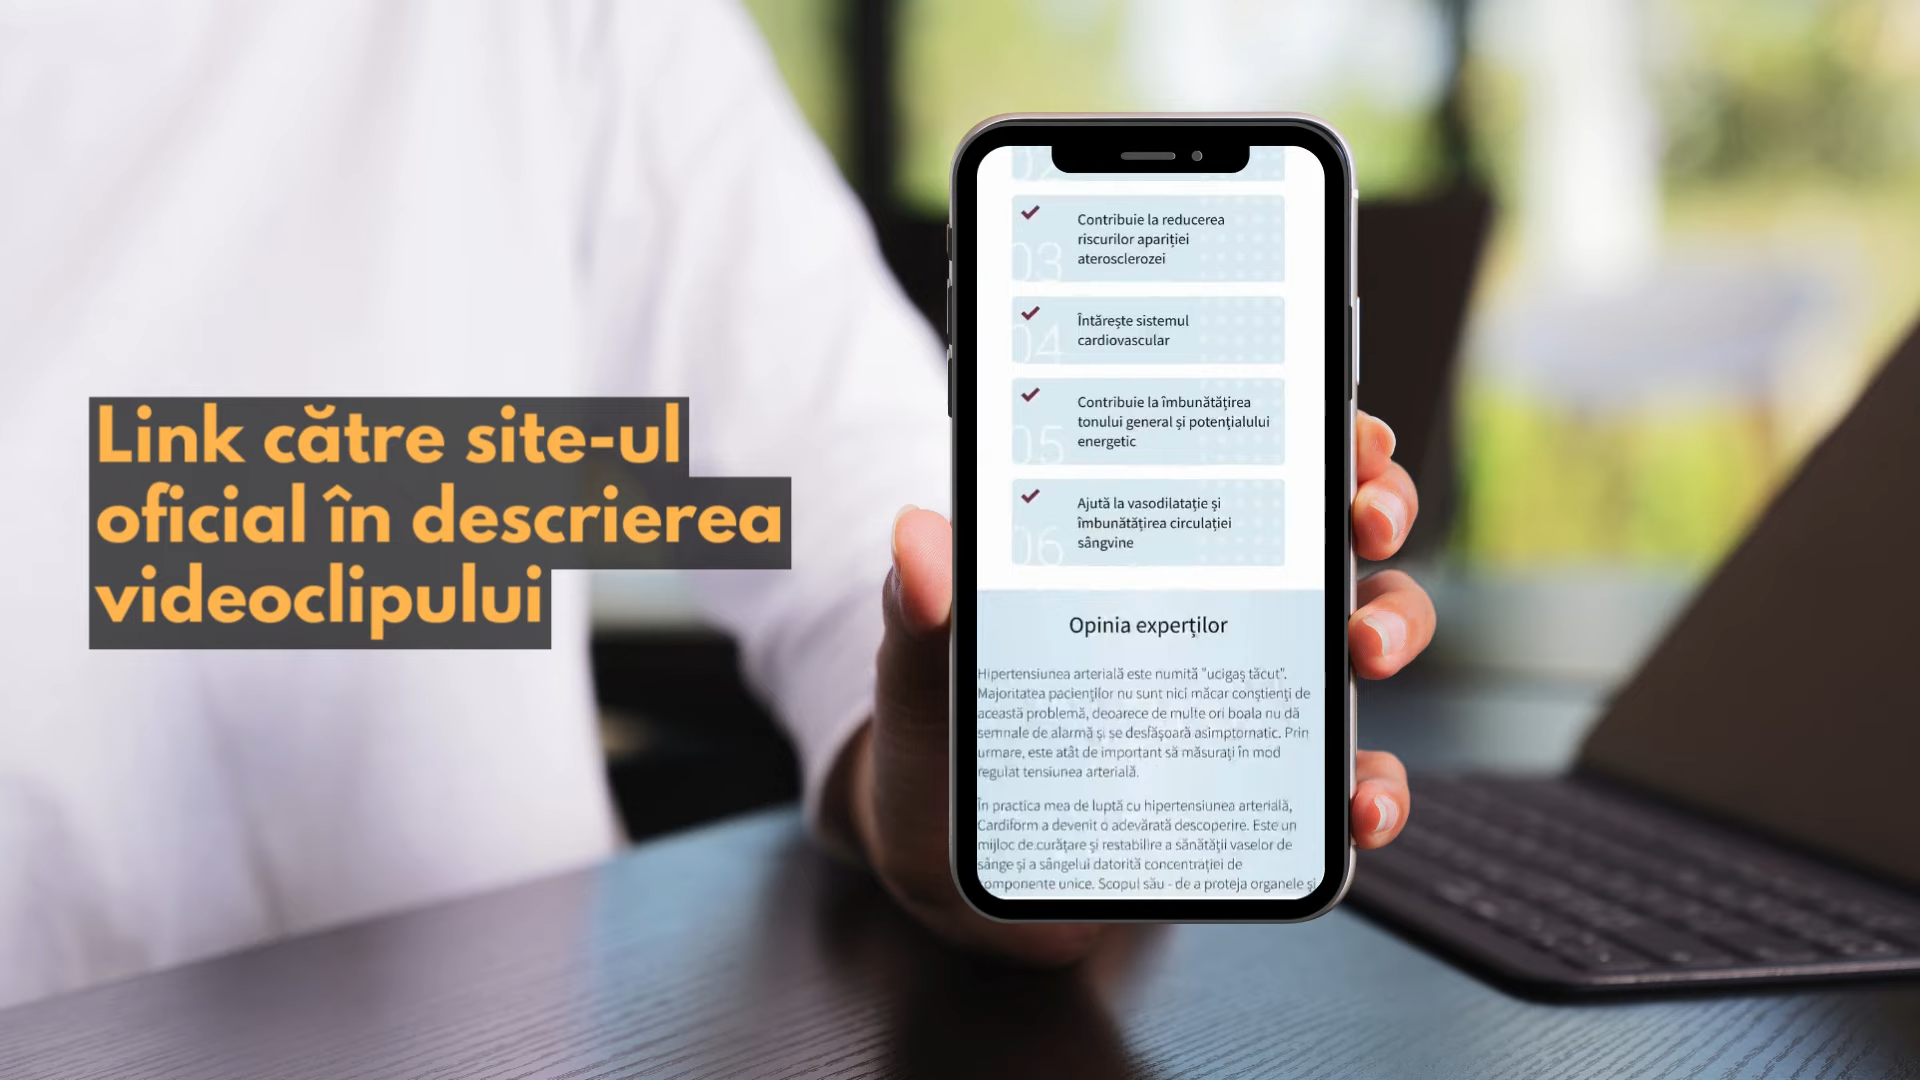 Link către site-ul
oficial în descrierea
videoclipului
03
Contribuie la reducerea
riscurilor apariției
aterosclerozei
04
Întărește sistemul
cardiovascular
05
Contribuie la îmbunătățirea
tonului general și potențialului
energetic
06
Ajută la vasodilatație și
îmbunătățirea circulației
sângvine
Opinia experților
Hipertensiunea arterială este numită "ucigaș tăcut".
Majoritatea pacienților nu sunt nici măcar conștienți de
această problemă, deoarece de multe ori boala nu dă
semnale de alarmă și se desfășoară asimptomatic. Prin
urmare, este atât de important să măsurați în mod
regulat tensiunea arterială.
În practica mea de luptă cu hipertensiunea arterială,
Cardiform a devenit o adevărată descoperire. Este un
mijloc de curățare și restabilire a sănătății vaselor de
sânge și a sângelui datorită concentrației de
componente unice. Scopul său - de a proteja organele și